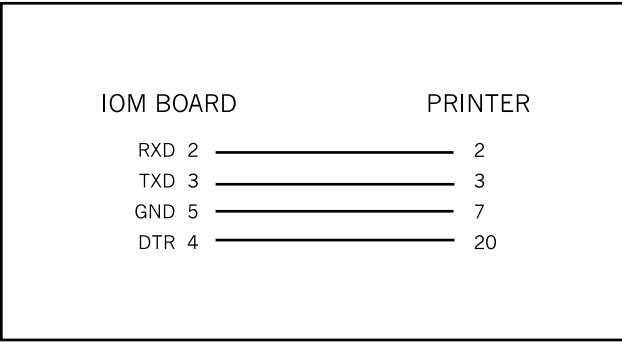 IOM BOARD PRINTER
RXD 2 2
TXD 3 3
GND 5 7
DTR 4 20